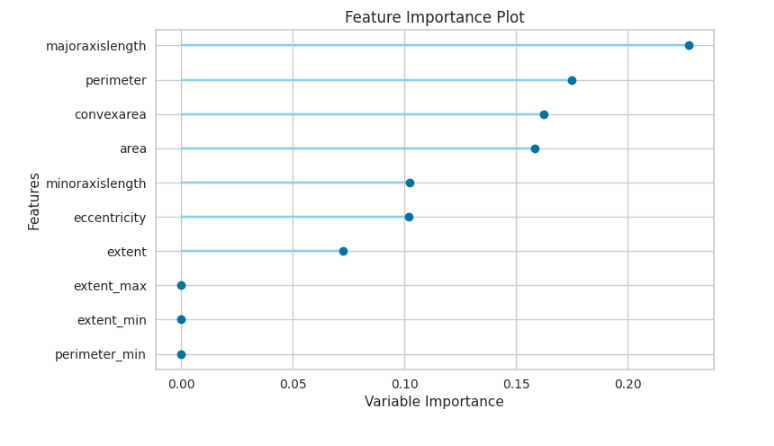 Feature Importance Plot
majoraxislength
perimeter
convexarea
area
minoraxislength
eccentricity
extent
extent_max
extent_min
perimeter_min
Features
0.00 0.05 0.10 0.15 0.20
Variable Importance